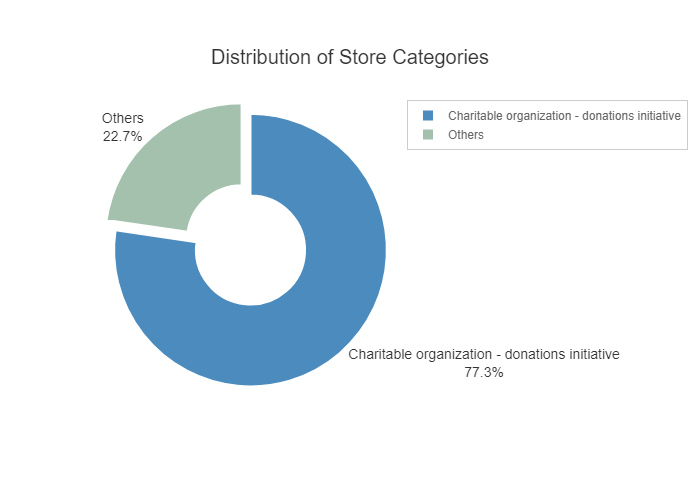 Distribution of Store Categories
Charitable organization - donations initiative
Others
Others
22.7%
Charitable organization - donations initiative
77.3%